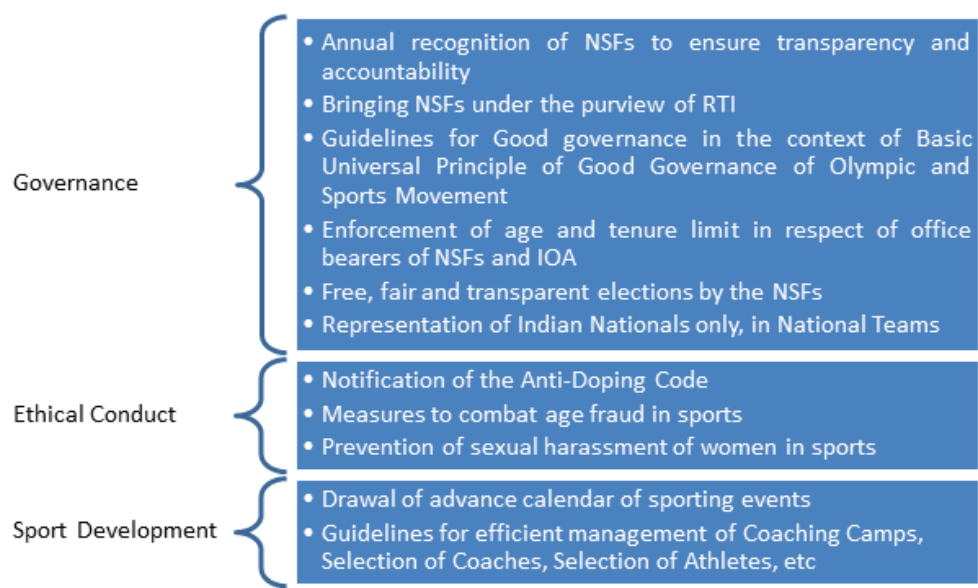 Governance
• Annual recognition of NSFs to ensure transparency and
accountability
• Bringing NSFs under the purview of RTI
• Guidelines for Good governance in the context of Basic
Universal Principle of Good Governance of Olympic and
Sports Movement
• Enforcement of age and tenure limit in respect of office
bearers of NSFs and IOA
• Free, fair and transparent elections by the NSFs
• Representation of Indian Nationals only, in National Teams
Ethical Conduct
• Notification of the Anti-Doping Code
• Measures to combat age fraud in sports
• Prevention of sexual harassment of women in sports
Sport Development
• Drawal of advance calendar of sporting events
• Guidelines for efficient management of Coaching Camps,
Selection of Coaches, Selection of Athletes, etc